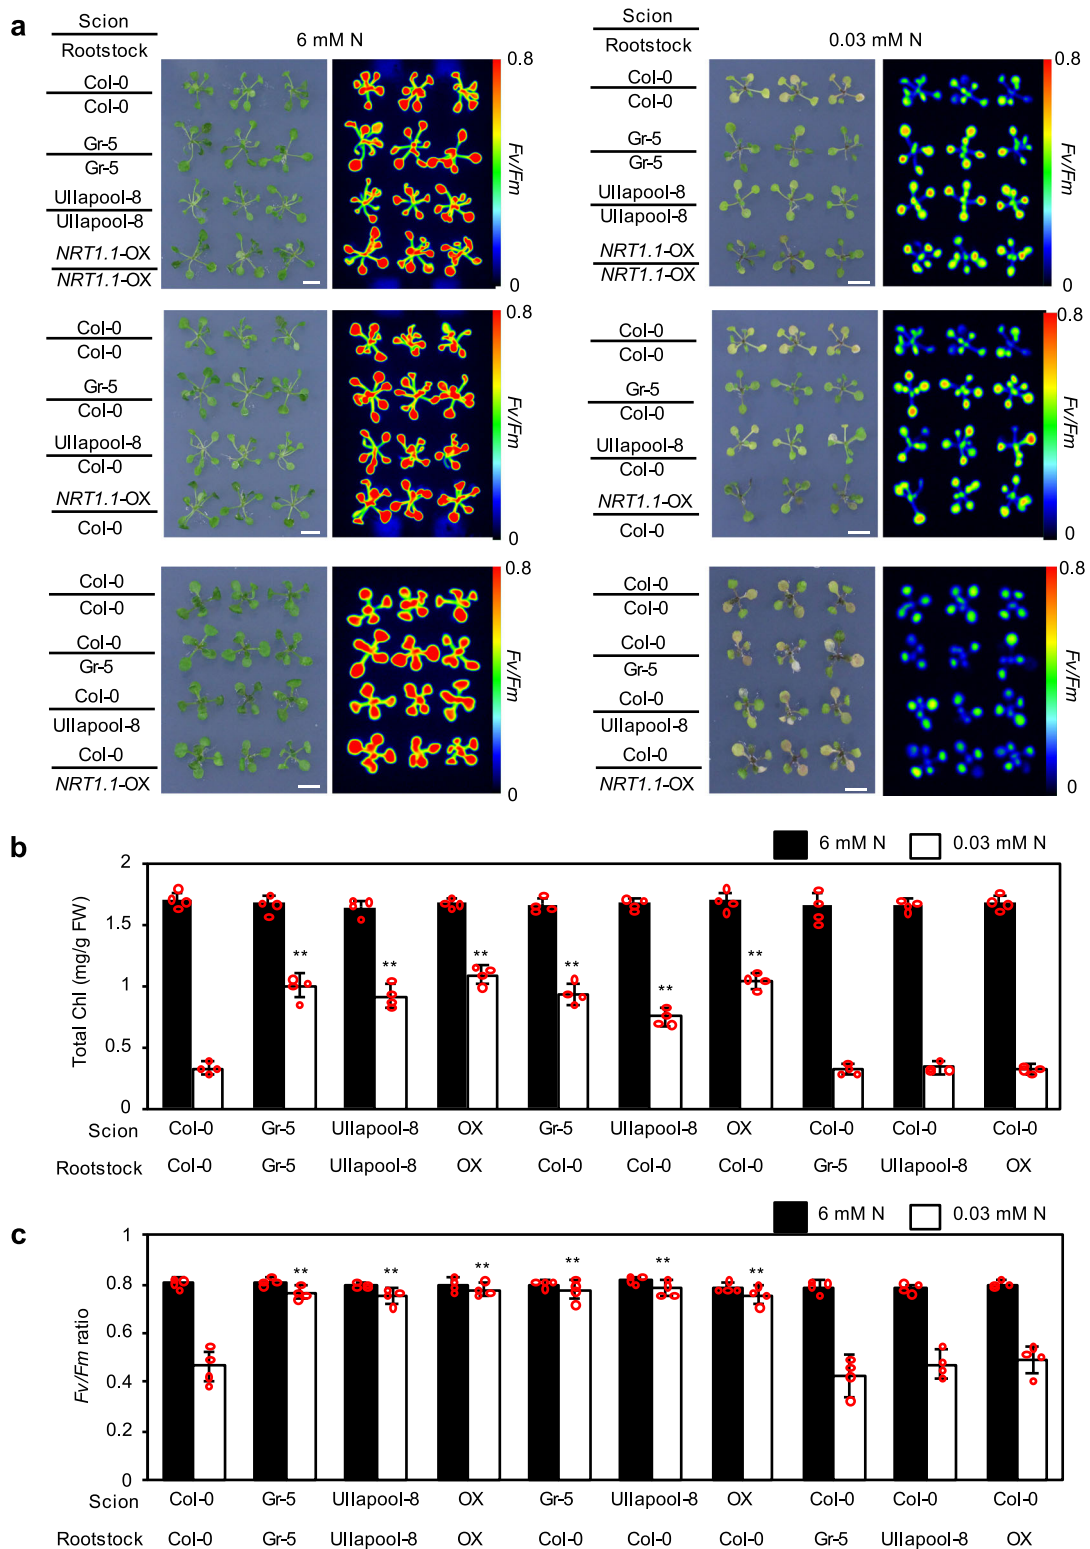 a
Scion
Rootstock
6 mM N
Col-0
Col-0
Gr-5
Gr-5
Ullapool-8
Ullapool-8
NRT1.1-OX
NRT1.1-OX
0.8
Fv/Fm
0
Scion
Rootstock
0.03 mM N
Col-0
Col-0
Gr-5
Gr-5
Ullapool-8
Ullapool-8
NRT1.1-OX
NRT1.1-OX
0.8
Fv/Fm
0
Col-0
Col-0
Gr-5
Col-0
Ullapool-8
Col-0
NRT1.1-OX
Col-0
0.8
Fv/Fm
0
Col-0
Col-0
Gr-5
Col-0
Ullapool-8
Col-0
NRT1.1-OX
Col-0
0.8
Fv/Fm
0
Col-0
Col-0
Col-0
Gr-5
Col-0
Ullapool-8
Col-0
NRT1.1-OX
0.8
Fv/Fm
0
Col-0
Col-0
Col-0
Gr-5
Col-0
Ullapool-8
Col-0
NRT1.1-OX
0.8
Fv/Fm
0
b
6 mM N 0.03 mM N
Total Chl (mg/g FW)
2
1.5
1
0.5
0
** ** ** ** ** **
Scion Col-0 Gr-5 Ullapool-8 OX Gr-5 Ullapool-8 OX Col-0 Col-0 Col-0
Rootstock Col-0 Gr-5 Ullapool-8 OX Col-0 Col-0 Col-0 Gr-5 Ullapool-8 OX
c
6 mM N 0.03 mM N
Fv/Fm ratio
1
0.8
0.6
0.4
0.2
0
** ** ** ** ** **
Scion Col-0 Gr-5 Ullapool-8 OX Gr-5 Ullapool-8 OX Col-0 Col-0 Col-0
Rootstock Col-0 Gr-5 Ullapool-8 OX Col-0 Col-0 Col-0 Gr-5 Ullapool-8 OX